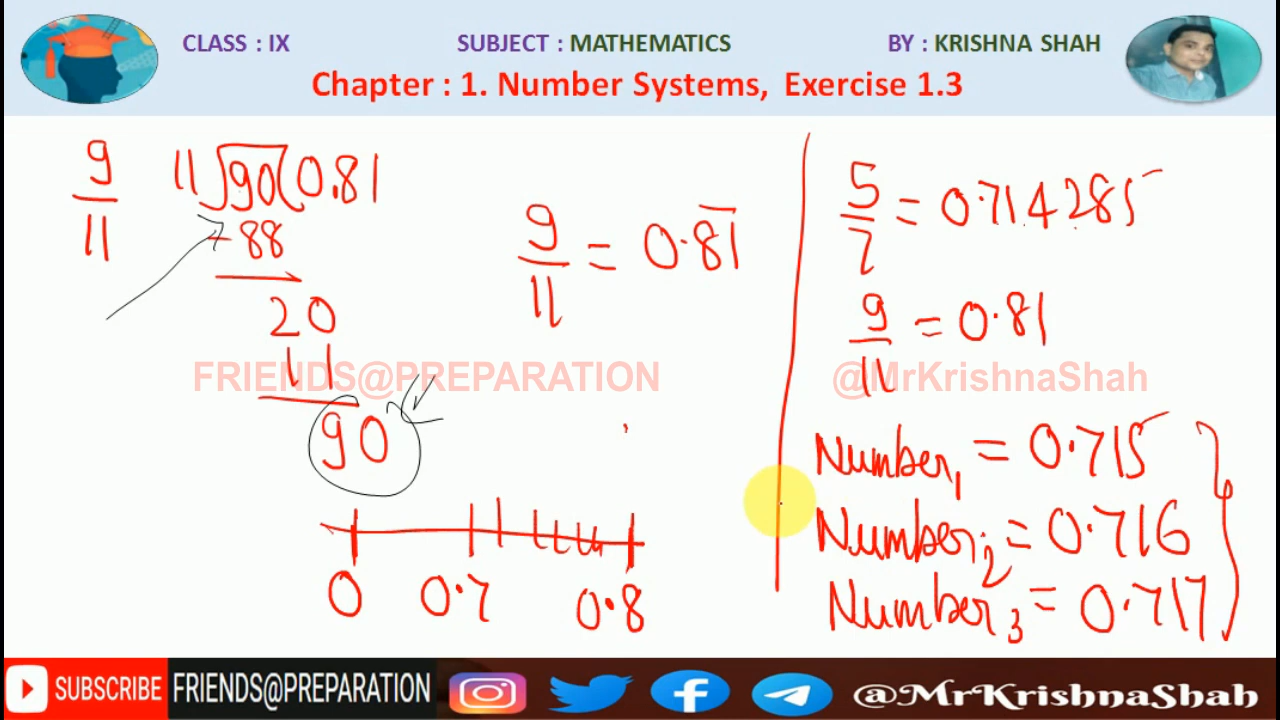 CLASS : IX SUBJECT : MATHEMATICS BY : KRISHNA SHAH
Chapter : 1. Number Systems, Exercise 1.3
9/11
11 90 0.81
-88
20
11
90
9/11 = 0.8̅1̅
0 0.7 0.8
5/7 = 0.714285
9/11 = 0.81
FRIENDS@PREPARATION @MrKrishnaShah
Number₁ = 0.715
Number₂ = 0.716
Number₃ = 0.717
SUBSCRIBE FRIENDS@PREPARATION @MrKrishnaShah